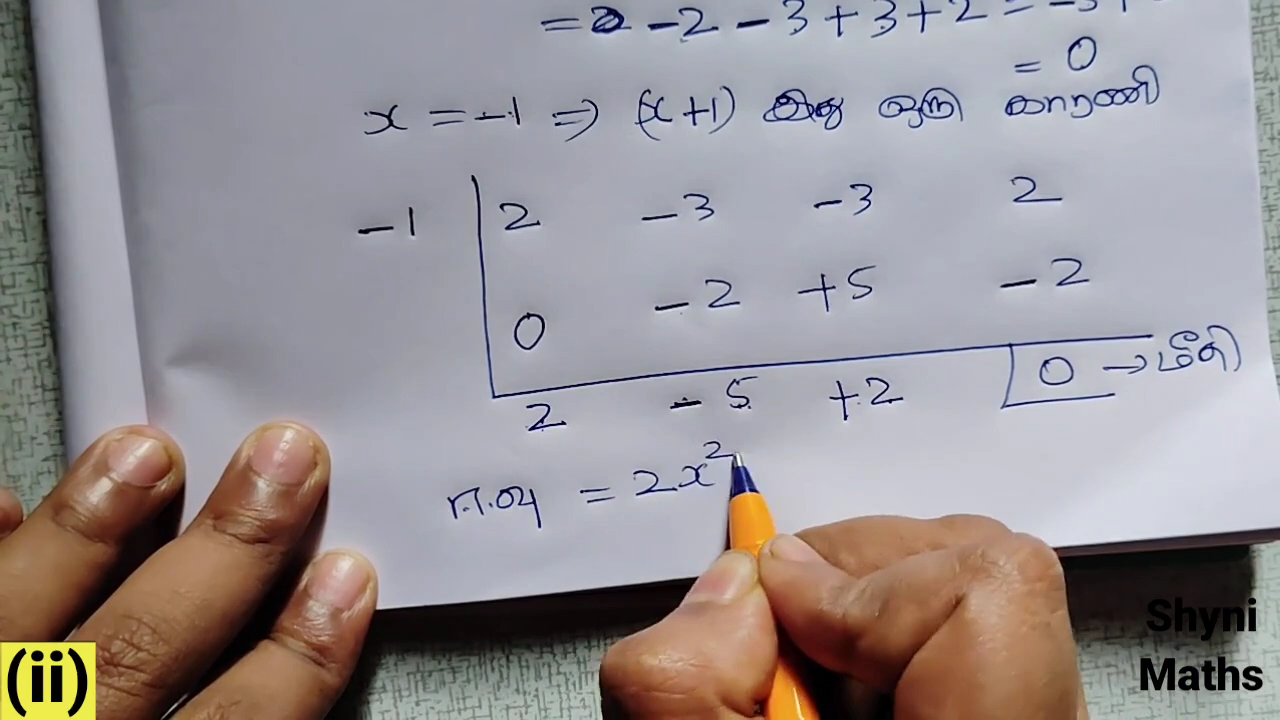 = 2 - 2 - 3 + 3 + 2 =
= 0
x = -1 ⇒ (x+1) இது ஒரு காரணி
-1 2 -3 -3 2
0 -2 +5 -2
2 -5 +2 0 → மீதி
ஈ.வு = 2x²
(ii)
Shyni
Maths